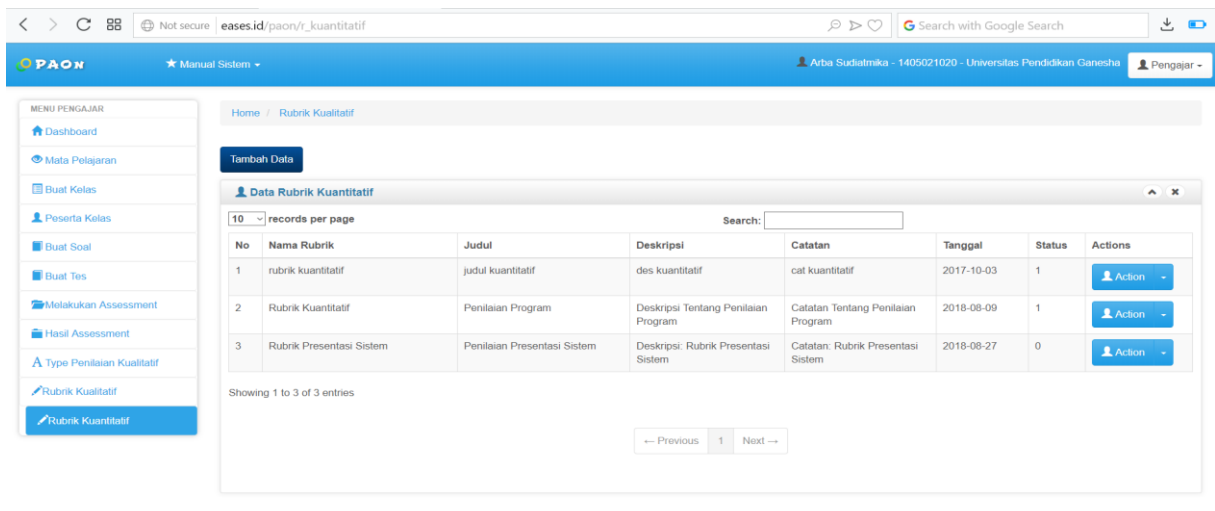 Not secure eases.id/paon/r_kuantitatif
Search with Google Search
PAON
Manual Sistem
Arba Sudiatmika - 1405021020 - Universitas Pendidikan Ganesha
Pengajar
MENU PENGAJAR
Dashboard
Mata Pelajaran
Buat Kelas
Peserta Kelas
Buat Soal
Buat Tes
Melakukan Assessment
Hasil Assessment
A Type Penilaian Kualitatif
Rubrik Kualitatif
Rubrik Kuantitatif
Home / Rubrik Kualitatif
Tambah Data
Data Rubrik Kuantitatif
10 records per page
Search:
No Nama Rubrik Judul Deskripsi Catatan Tanggal Status Actions
1 rubrik kuantitatif judul kuantitatif des kuantitatif cat kuantitatif 2017-10-03 1 Action
2 Rubrik Kuantitatif Penilaian Program Deskripsi Tentang Penilaian Catatan Tentang Penilaian 2018-08-09 1 Action
Program Program
3 Rubrik Presentasi Sistem Penilaian Presentasi Sistem Deskripsi: Rubrik Presentasi Catatan: Rubrik Presentasi 2018-08-27 0 Action
Sistem Sistem
Showing 1 to 3 of 3 entries
← Previous 1 Next →